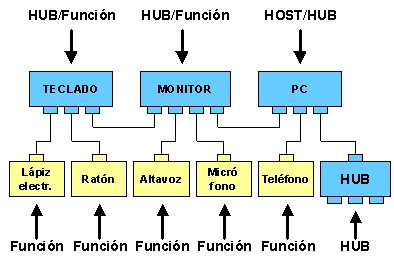 HUB/Función HUB/Función HOST/HUB
TECLADO MONITOR PC
Lápiz electr. Ratón Altavoz Micró fono Teléfono HUB
Función Función Función Función Función HUB